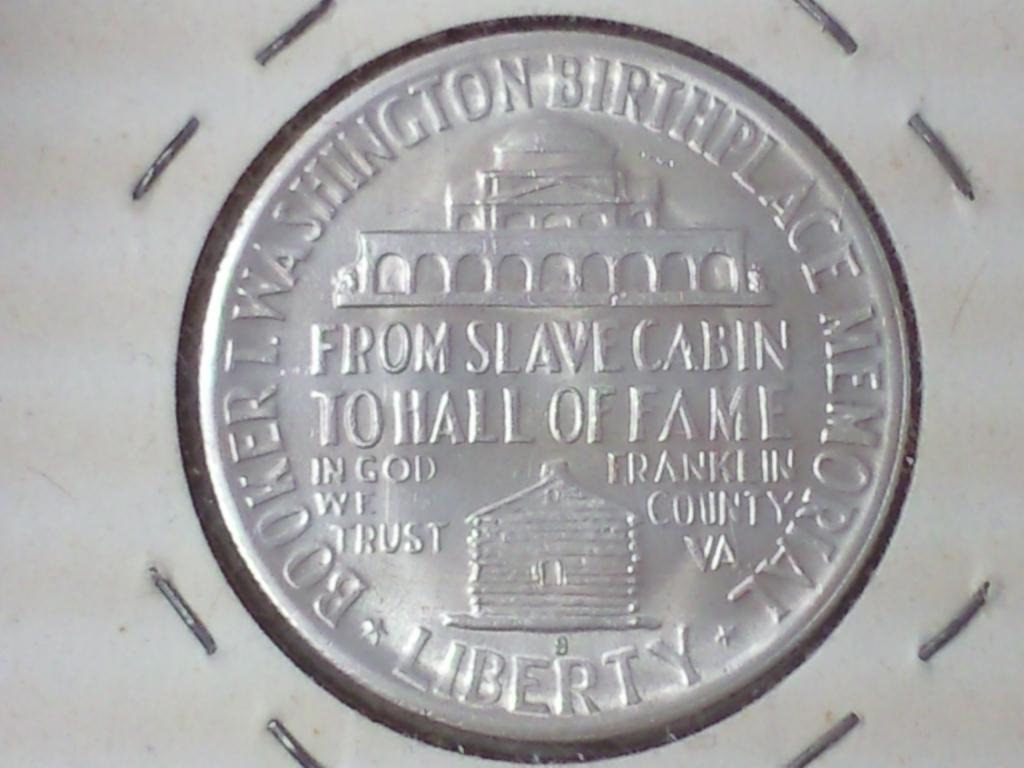 BOOKER T. WASHINGTON BIRTHPLACE MEMORIAL
FROM SLAVE CABIN
TO HALL OF FAME
IN GOD
WE
TRUST
FRANKLIN
COUNTY
VA.
LIBERTY